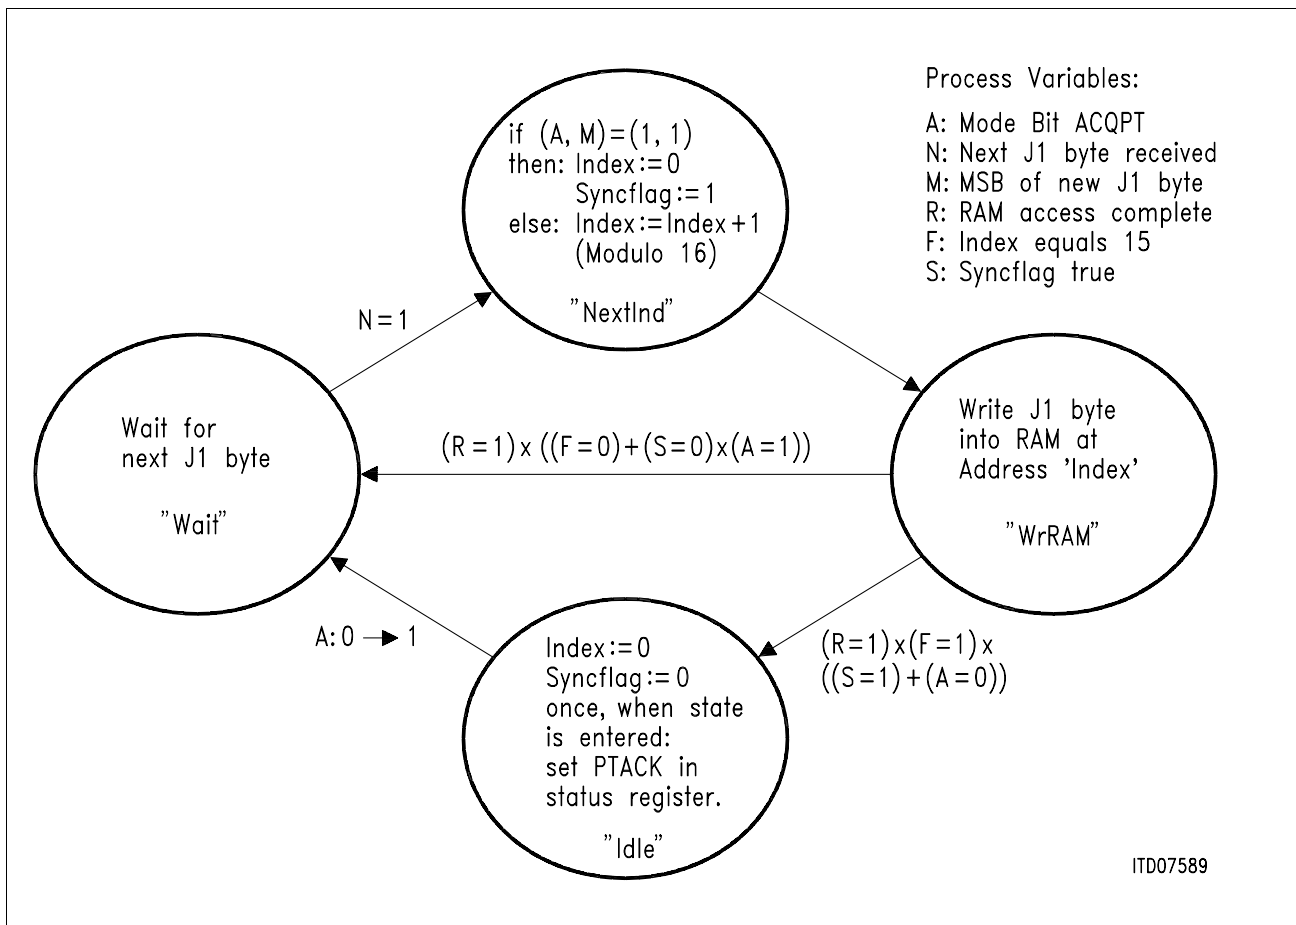 Process Variables:
A: Mode Bit ACQPT
N: Next J1 byte received
M: MSB of new J1 byte
R: RAM access complete
F: Index equals 15
S: Syncflag true
if (A, M)=(1, 1)
then: Index:=0
Syncflag:=1
else: Index:=Index+1
(Modulo 16)
"NextInd"
N=1
Wait for
next J1 byte
"Wait"
(R=1)x ((F=0)+(S=0)x(A=1))
Write J1 byte
into RAM at
Address 'Index'
"WrRAM"
A:0 → 1
(R=1)x(F=1)x
((S=1)+(A=0))
Index:=0
Syncflag:=0
once, when state
is entered:
set PTACK in
status register.
"Idle"
ITD07589